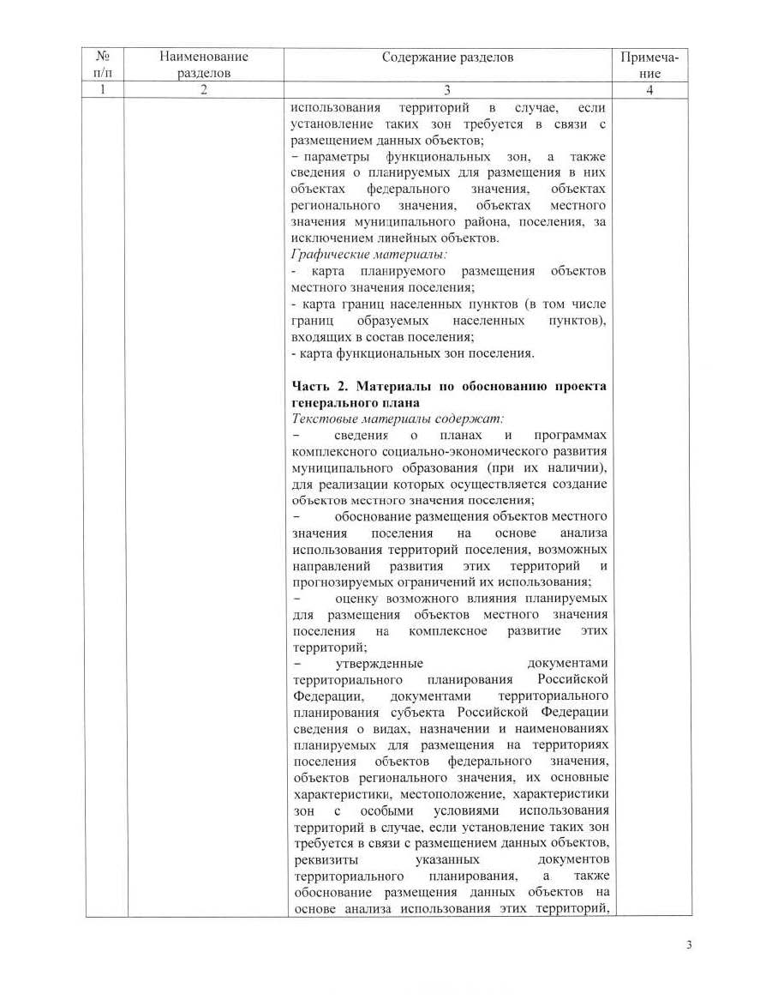 № п/п
Наименование разделов
Содержание разделов
Примеча-
ние
1
2
3
4
использования территорий в случае, если
установление таких зон требуется в связи с
размещением данных объектов;
– параметры функциональных зон, а также
сведения о планируемых для размещения в них
объектах федерального значения, объектах
регионального значения, объектах местного
значения муниципального района, поселения, за
исключением линейных объектов.
Графические материалы:
- карта планируемого размещения объектов
местного значения поселения;
- карта границ населенных пунктов (в том числе
границ образуемых населенных пунктов),
входящих в состав поселения;
- карта функциональных зон поселения.
Часть 2. Материалы по обоснованию проекта
генерального плана
Текстовые материалы содержат:
– сведения о планах и программах
комплексного социально-экономического развития
муниципального образования (при их наличии),
для реализации которых осуществляется создание
объектов местного значения поселения;
– обоснование размещения объектов местного
значения поселения на основе анализа
использования территорий поселения, возможных
направлений развития этих территорий и
прогнозируемых ограничений их использования;
– оценку возможного влияния планируемых
для размещения объектов местного значения
поселения на комплексное развитие этих
территорий;
– утвержденные документами
территориального планирования Российской
Федерации, документами территориального
планирования субъекта Российской Федерации
сведения о видах, назначении и наименованиях
планируемых для размещения на территориях
поселения объектов федерального значения,
объектов регионального значения, их основные
характеристики, местоположение, характеристики
зон с особыми условиями использования
территорий в случае, если установление таких зон
требуется в связи с размещением данных объектов,
реквизиты указанных документов
территориального планирования, а также
обоснование размещения данных объектов на
основе анализа использования этих территорий,
3